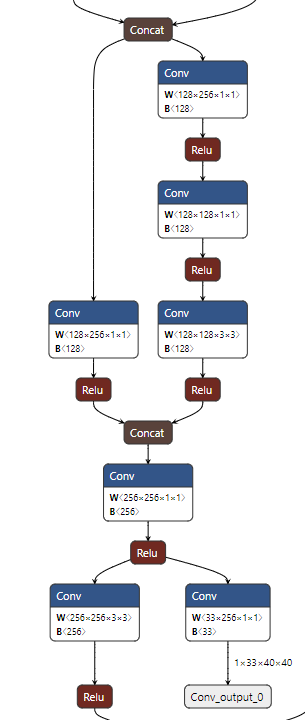 Concat
Conv
W⟨128×256×1×1⟩
B⟨128⟩
Relu
Conv
W⟨128×128×1×1⟩
B⟨128⟩
Relu
Conv
W⟨128×256×1×1⟩
B⟨128⟩
Conv
W⟨128×128×3×3⟩
B⟨128⟩
Relu
Relu
Concat
Conv
W⟨256×256×1×1⟩
B⟨256⟩
Relu
Conv
W⟨256×256×3×3⟩
B⟨256⟩
Conv
W⟨33×256×1×1⟩
B⟨33⟩
1×33×40×40
Relu
Conv_output_0